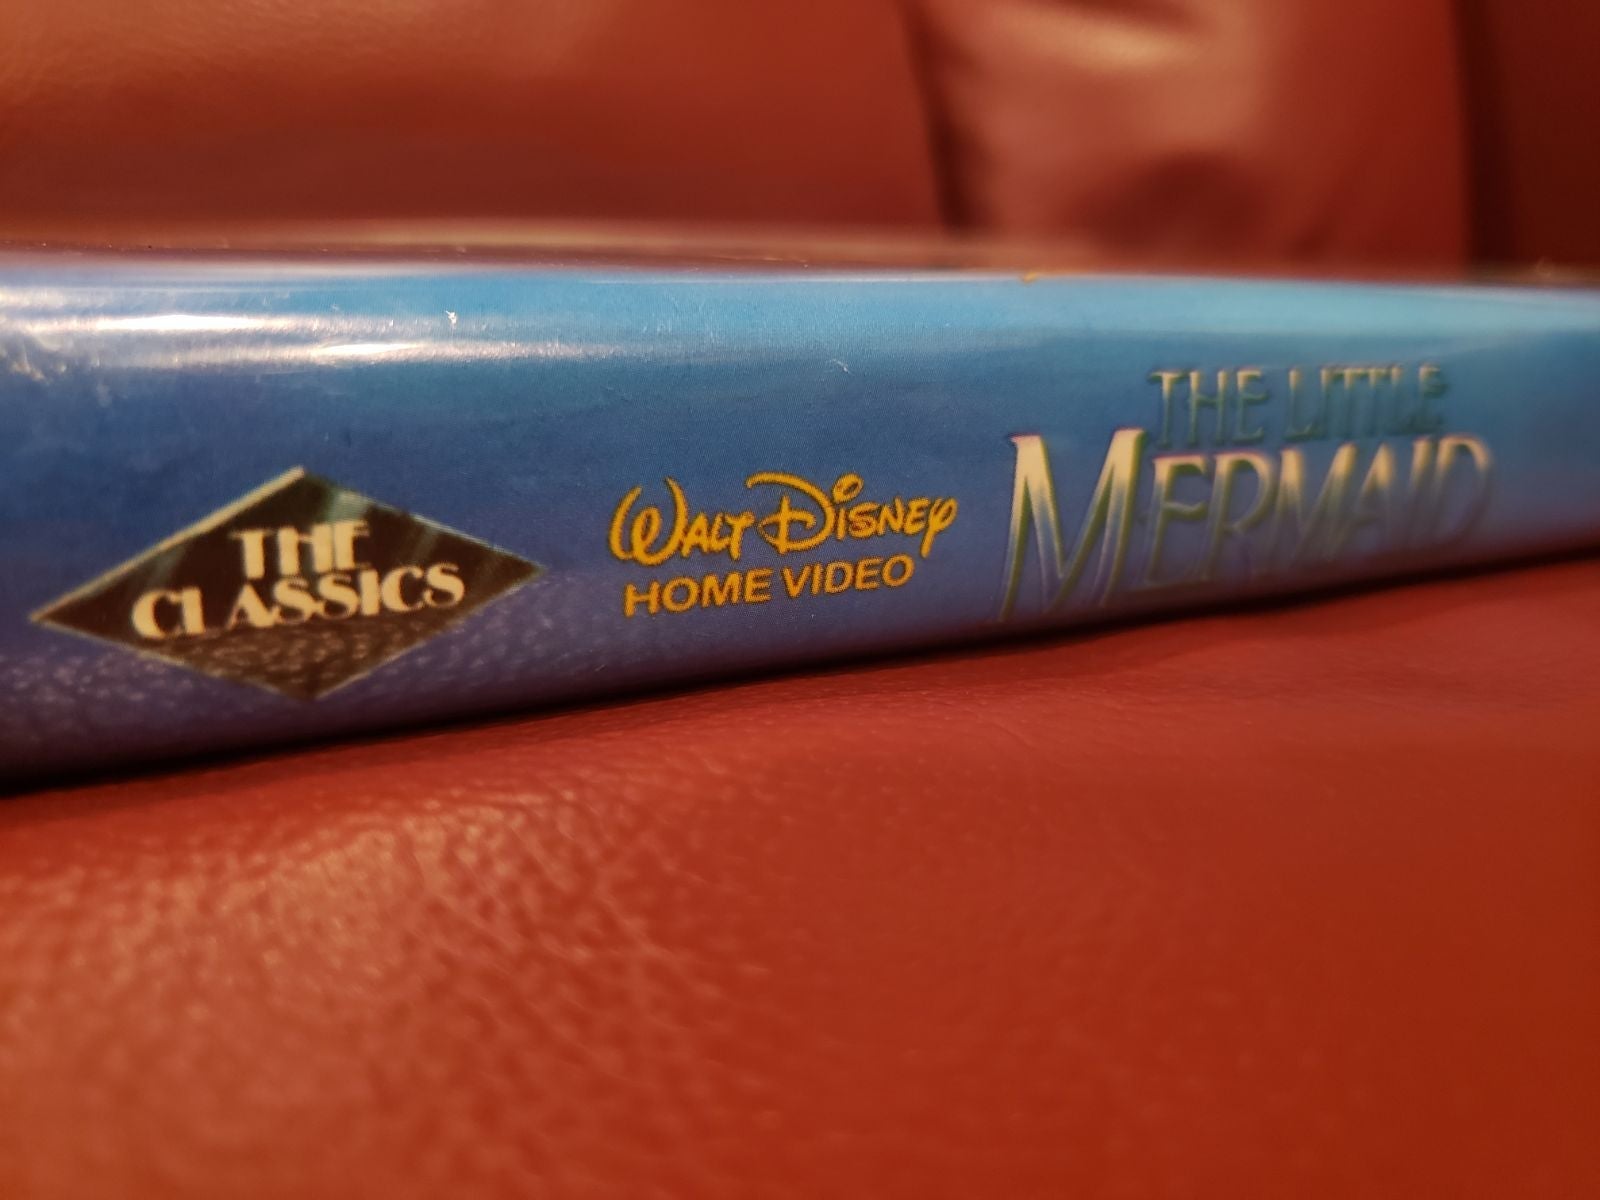 THE
CLASSICS
WALT DISNEY
HOME VIDEO
THE LITTLE
MERMAID